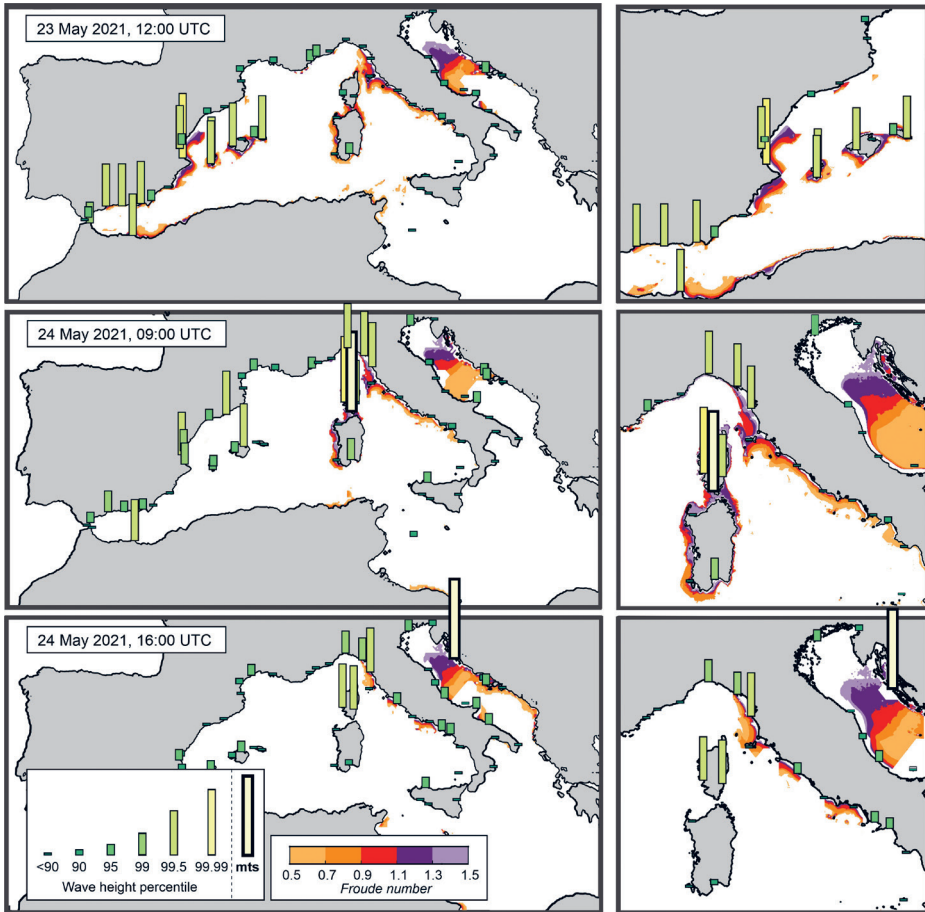 23 May 2021, 12:00 UTC
24 May 2021, 09:00 UTC
24 May 2021, 16:00 UTC
<90 90 95 99 99.5 99.99 mts
Wave height percentile
0.5 0.7 0.9 1.1 1.3 1.5
Froude number